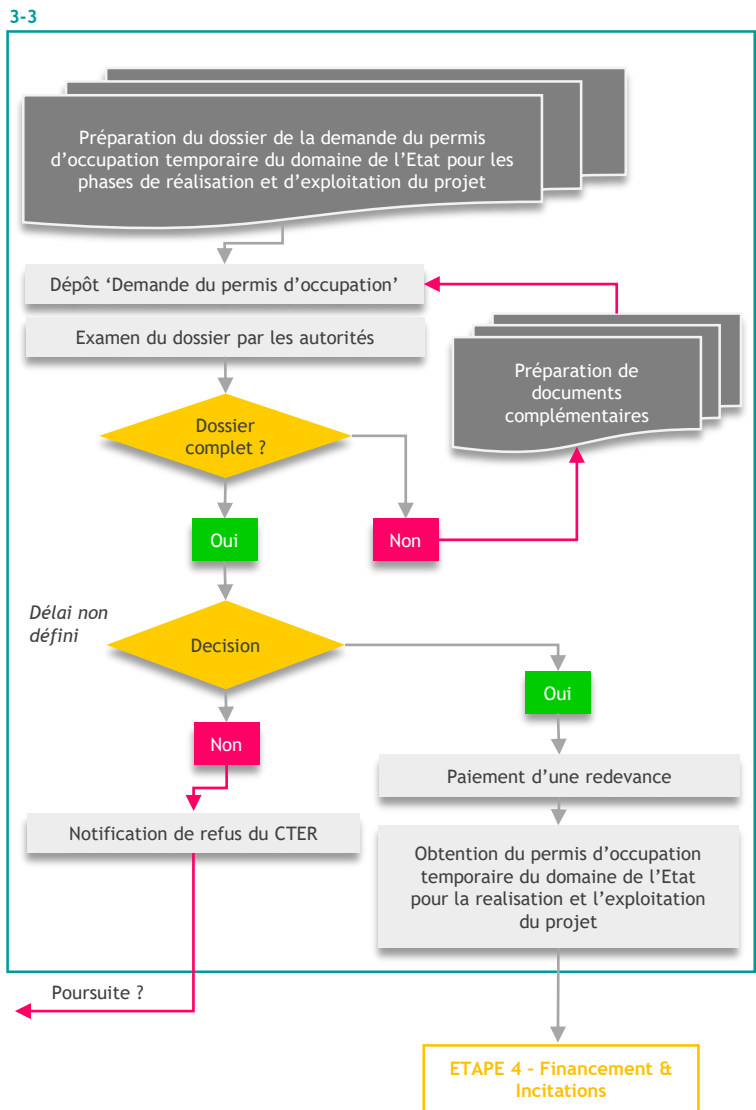 3-3
Préparation du dossier de la demande du permis
d’occupation temporaire du domaine de l’Etat pour les
phases de réalisation et d’exploitation du projet
Dépôt ‘Demande du permis d’occupation’
Examen du dossier par les autorités
Préparation de
documents
complémentaires
Dossier
complet ?
Oui
Non
Délai non
défini
Decision
Oui
Non
Paiement d’une redevance
Notification de refus du CTER
Obtention du permis d’occupation
temporaire du domaine de l’Etat
pour la realisation et l’exploitation
du projet
Poursuite ?
ETAPE 4 - Financement &
Incitations